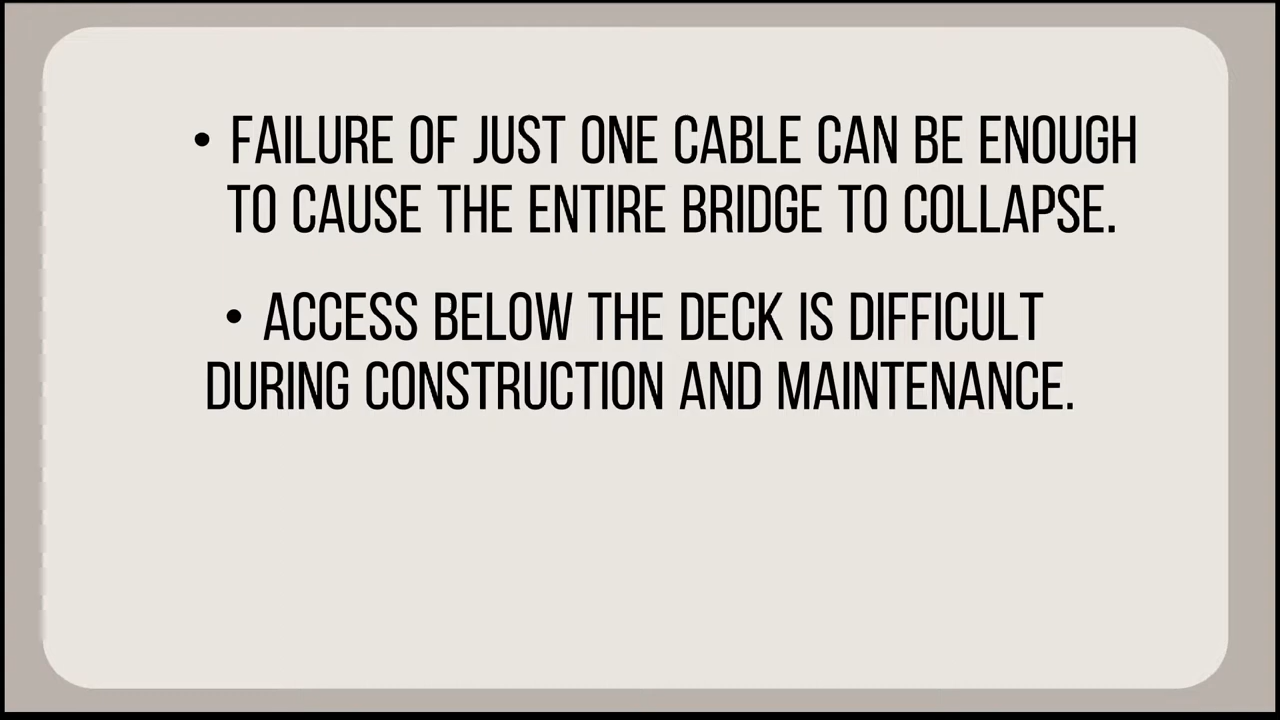 • FAILURE OF JUST ONE CABLE CAN BE ENOUGH
TO CAUSE THE ENTIRE BRIDGE TO COLLAPSE.
• ACCESS BELOW THE DECK IS DIFFICULT
DURING CONSTRUCTION AND MAINTENANCE.